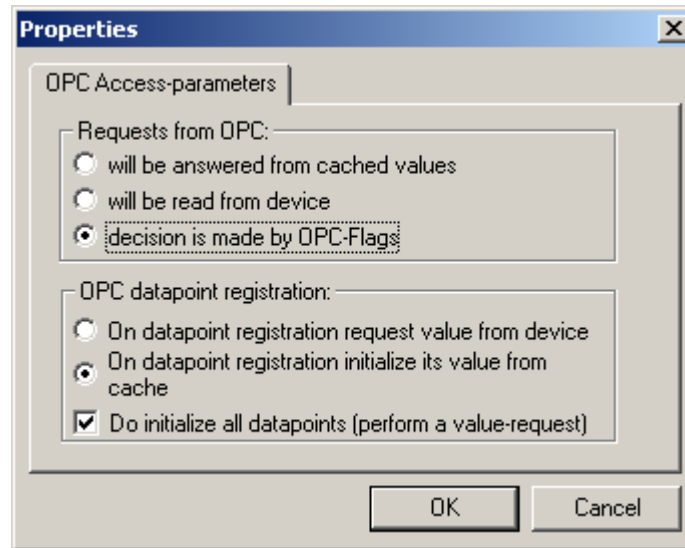 Properties
OPC Access-parameters
Requests from OPC:
will be answered from cached values
will be read from device
decision is made by OPC-Flags
OPC datapoint registration:
On datapoint registration request value from device
On datapoint registration initialize its value from
cache
Do initialize all datapoints (perform a value-request)
OK
Cancel